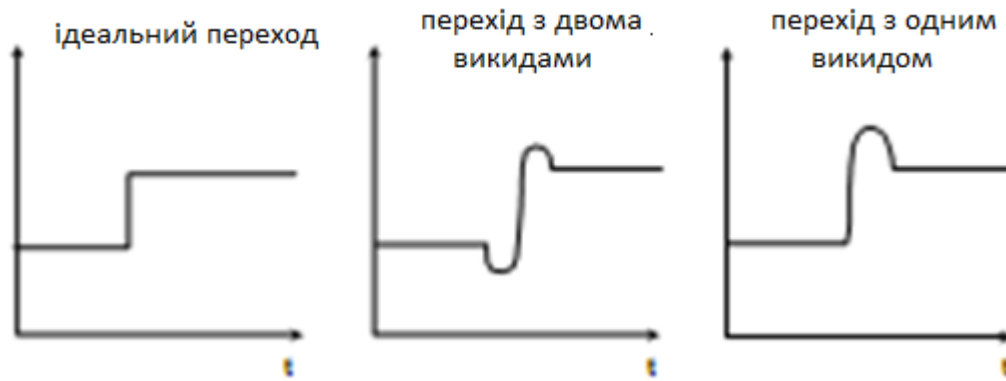 ідеальний переход
перехід з двома
викидами
перехід з одним
викидом
t
t
t